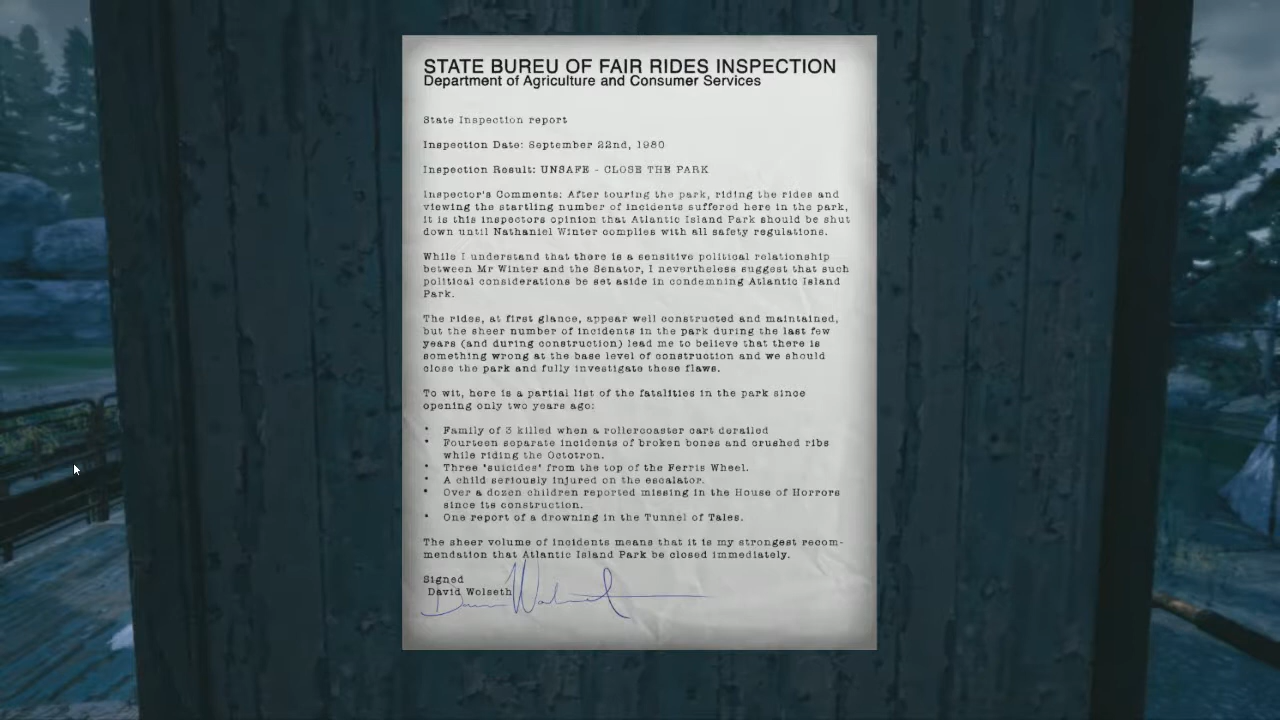 STATE BUREU OF FAIR RIDES INSPECTION
Department of Agriculture and Consumer Services
State Inspection report
Inspection Date: September 22nd, 1980
Inspection Result: UNSAFE - CLOSE THE PARK
Inspector's Comments: After touring the park, riding the rides and
viewing the startling number of incidents suffered here in the park,
it is this inspectors opinion that Atlantic Island Park should be shut
down until Nathaniel Winter complies with all safety regulations.
While I understand that there is a sensitive political relationship
between Mr Winter and the Senator, I nevertheless suggest that such
political considerations be set aside in condemning Atlantic Island
Park.
The rides, at first glance, appear well constructed and maintained,
but the sheer number of incidents in the park during the last few
years (and during construction) lead me to believe that there is
something wrong at the base level of construction and we should
close the park and fully investigate these flaws.
To wit, here is a partial list of the fatalities in the park since
opening only two years ago:
* Family of 3 killed when a rollercoaster cart derailed
* Fourteen separate incidents of broken bones and crushed ribs
while riding the Octotron.
* Three 'suicides' from the top of the Ferris Wheel.
* A child seriously injured on the escalator.
* Over a dozen children reported missing in the House of Horrors
since its construction.
* One report of a drowning in the Tunnel of Tales.
The sheer volume of incidents means that it is my strongest recom-
mendation that Atlantic Island Park be closed immediately.
Signed
David Wolseth